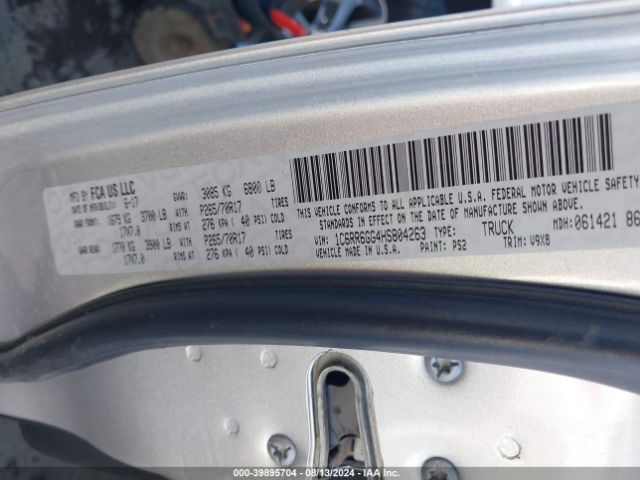 MFG BY FCA US LLC GVWR: 3085 KG 6800 LB
6-17
GAWR FRONT: 1679 KG 3700 LB WITH P265/70R17 TIRES
17X7.0 RIMS AT 276 KPA ( 40 PSI) COLD
GAWR REAR: 1770 KG 3900 LB WITH P265/70R17 TIRES
17X7.0 RIMS AT 276 KPA ( 40 PSI) COLD
THIS VEHICLE CONFORMS TO ALL APPLICABLE U.S.A. FEDERAL MOTOR VEHICLE SAFETY
STANDARDS IN EFFECT ON THE DATE OF MANUFACTURE SHOWN ABOVE.
VIN: 1C6RR6GG4HS804263 TYPE: TRUCK MDH: 061421 86
VEHICLE MADE IN U.S.A. PAINT: PS2 TRIM: V9X8
000-39895704 — 08/13/2024 — IAA Inc.